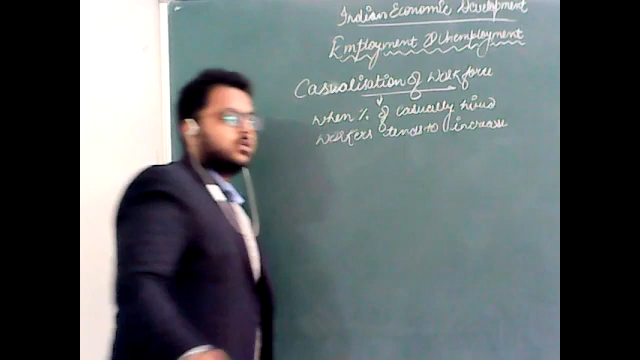 Indian Economic Development
Employment & Unemployment
Casualisation of Workforce
When % of casually hired
workers tends to increase